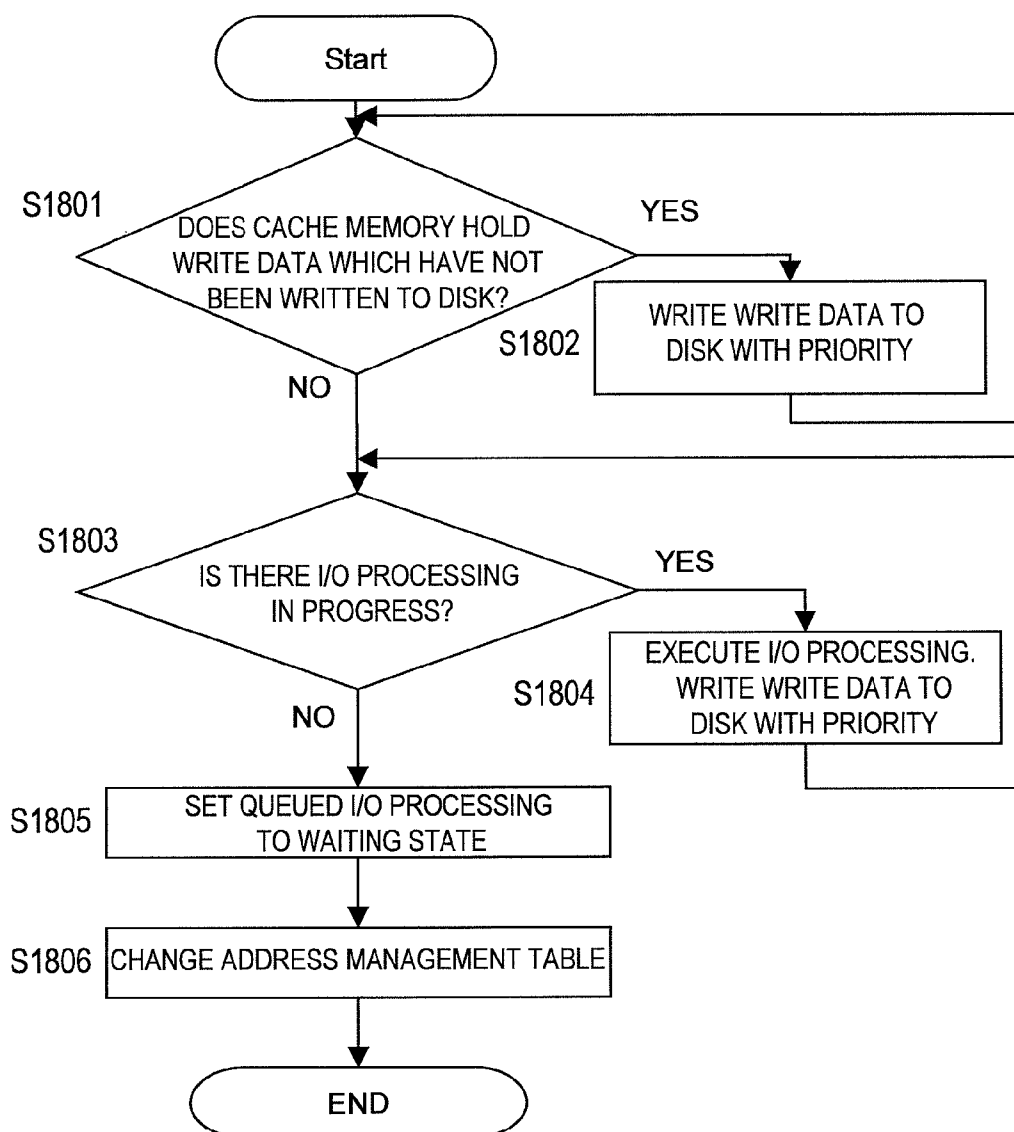 Start
S1801
DOES CACHE MEMORY HOLD
WRITE DATA WHICH HAVE NOT
BEEN WRITTEN TO DISK?
YES
S1802
WRITE WRITE DATA TO
DISK WITH PRIORITY
NO
S1803
IS THERE I/O PROCESSING
IN PROGRESS?
YES
S1804
EXECUTE I/O PROCESSING.
WRITE WRITE DATA TO
DISK WITH PRIORITY
NO
S1805
SET QUEUED I/O PROCESSING
TO WAITING STATE
S1806
CHANGE ADDRESS MANAGEMENT TABLE
END